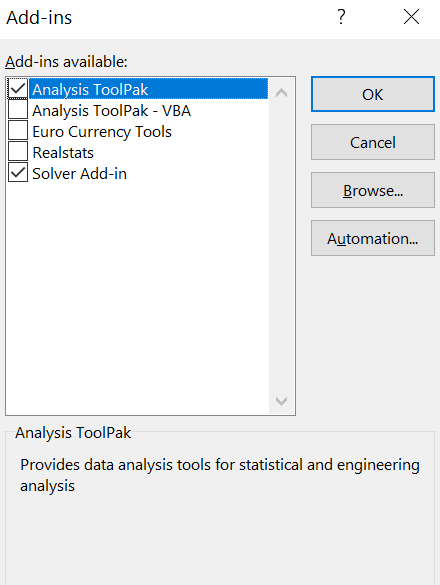 Add-ins
?
Add-ins available:
Analysis ToolPak
Analysis ToolPak - VBA
Euro Currency Tools
Realstats
Solver Add-in
OK
Cancel
Browse...
Automation...
Analysis ToolPak
Provides data analysis tools for statistical and engineering
analysis